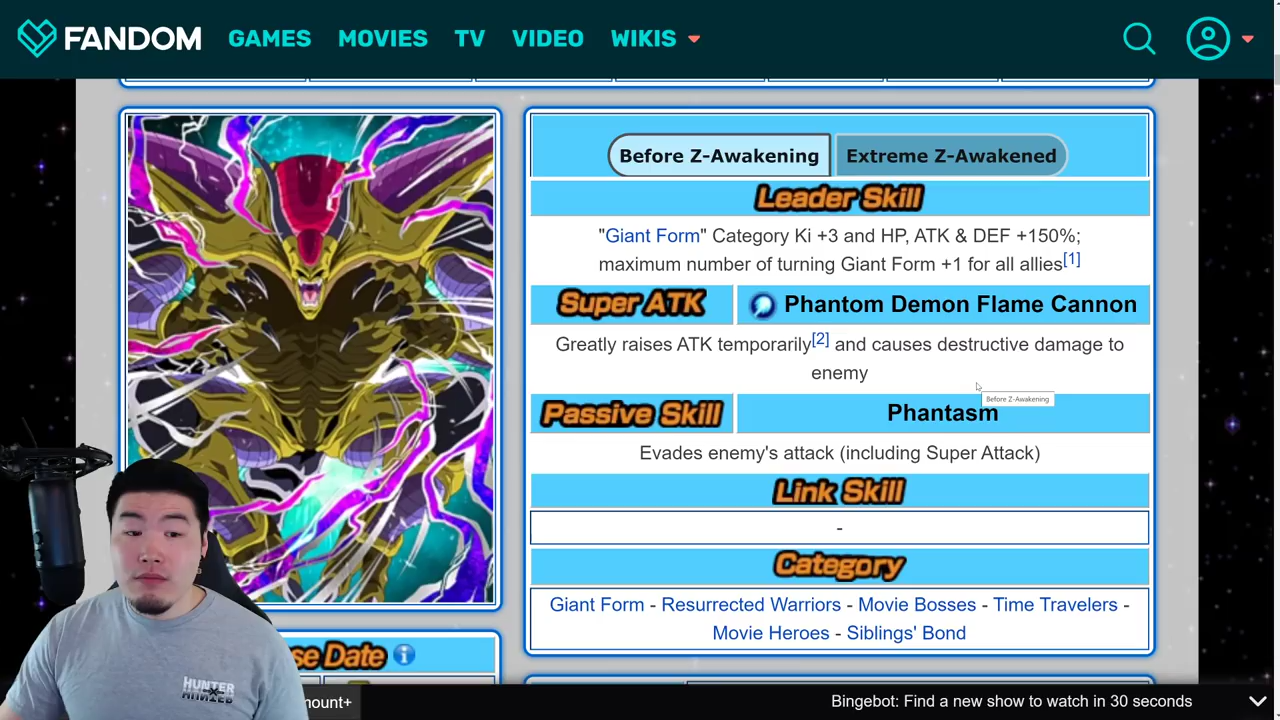 FANDOM GAMES MOVIES TV VIDEO WIKIS
Before Z-Awakening Extreme Z-Awakened
Leader Skill
"Giant Form" Category Ki +3 and HP, ATK & DEF +150%;
maximum number of turning Giant Form +1 for all allies[1]
Super ATK Phantom Demon Flame Cannon
Greatly raises ATK temporarily[2] and causes destructive damage to
enemy
Before Z-Awakening
Passive Skill Phantasm
Evades enemy's attack (including Super Attack)
Link Skill
-
Category
Giant Form - Resurrected Warriors - Movie Bosses - Time Travelers -
Movie Heroes - Siblings' Bond
se Date i
HUNTER
mount+ Bingebot: Find a new show to watch in 30 seconds